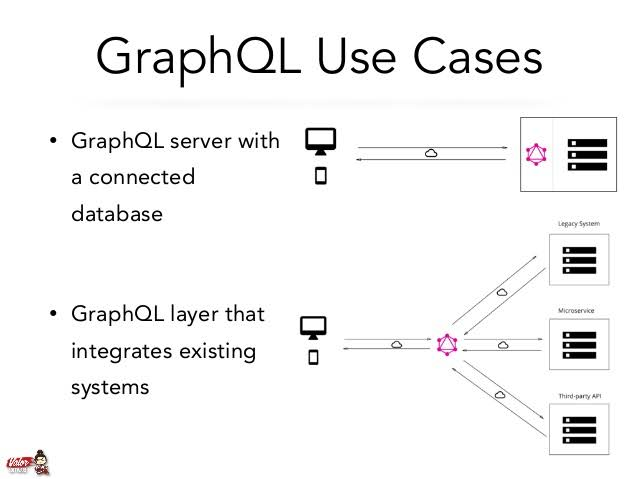 GraphQL Use Cases
• GraphQL server with
a connected
database
Legacy System
• GraphQL layer that
integrates existing
systems
Microservice
Third-party API
Valor